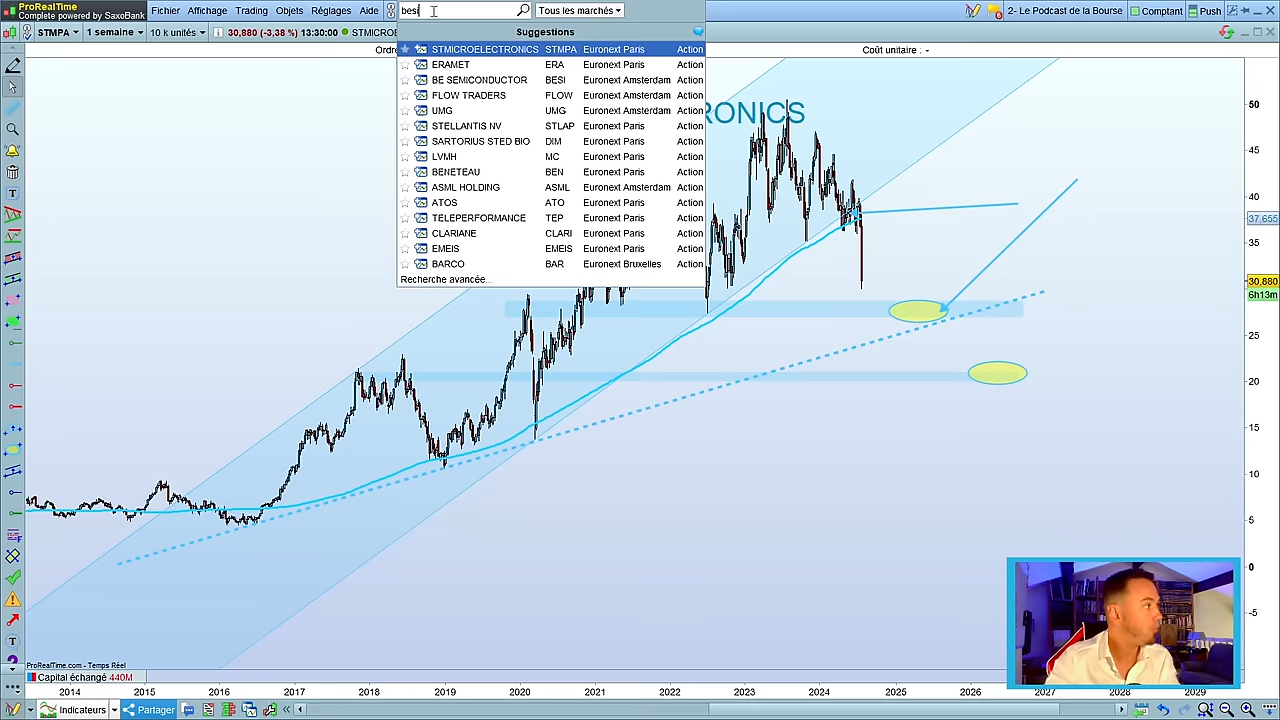 ProRealTime
Complete powered by SaxoBank
Fichier Affichage Trading Objets Réglages Aide
besi
Tous les marchés
2- Le Podcast de la Bourse
Comptant
Push
STMPA
1 semaine
10 k unités
30,880 (-3,38 %) 13:30:00
STMICROE
Ordre
Suggestions
Coût unitaire : -
STMICROELECTRONICS STMPA Euronext Paris Action
ERAMET ERA Euronext Paris Action
BE SEMICONDUCTOR BESI Euronext Amsterdam Action
FLOW TRADERS FLOW Euronext Amsterdam Action
UMG UMG Euronext Amsterdam Action
STELLANTIS NV STLAP Euronext Paris Action
SARTORIUS STED BIO DIM Euronext Paris Action
LVMH MC Euronext Paris Action
BENETEAU BEN Euronext Paris Action
ASML HOLDING ASML Euronext Amsterdam Action
ATOS ATO Euronext Paris Action
TELEPERFORMANCE TEP Euronext Paris Action
CLARIANE CLARI Euronext Paris Action
EMEIS EMEIS Euronext Paris Action
BARCO BAR Euronext Bruxelles Action
Recherche avancée...
RONICS
50
45
40
37,655
35
30,880
6h13m
25
20
15
10
5
0
-5
ProRealTime.com - Temps Réel
Capital échangé 440M
2014 2015 2016 2017 2018 2019 2020 2021 2022 2023 2024 2025 2026 2027 2028 2029
Indicateurs
Partager